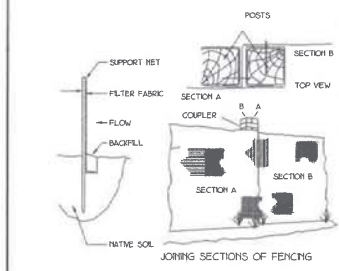 POSTS
SECTION B
TOP VIEW
SECTION A
COUPLER
B A
SUPPORT NET
FILTER FABRIC
FLOW
BACKFILL
NATIVE SOIL
SECTION A
SECTION B
JOINING SECTIONS OF FENCING